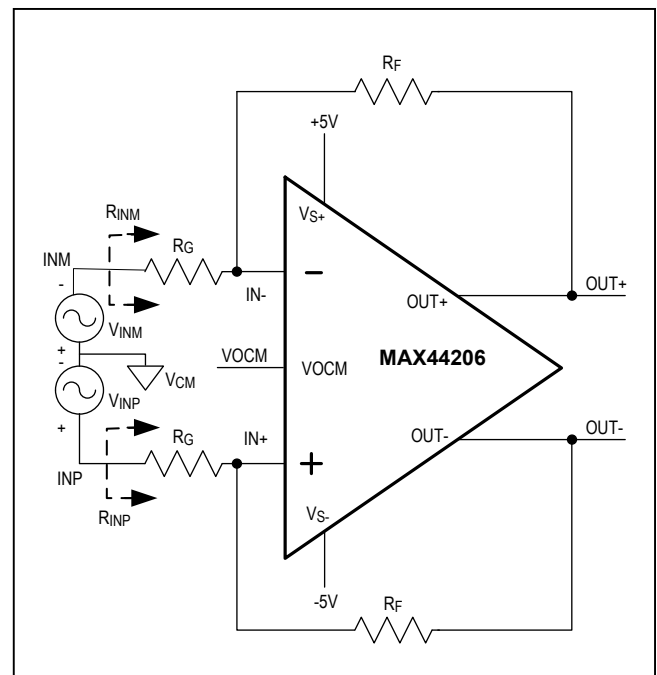 RF
+5V
VS+
RINM
RG
INM
-
IN-
−
OUT+
OUT+
VINM
+
VOCM
VOCM
MAX44206
-
VCM
VINP
+
RG
IN+
+
OUT-
OUT-
INP
RINP
VS-
-5V
RF